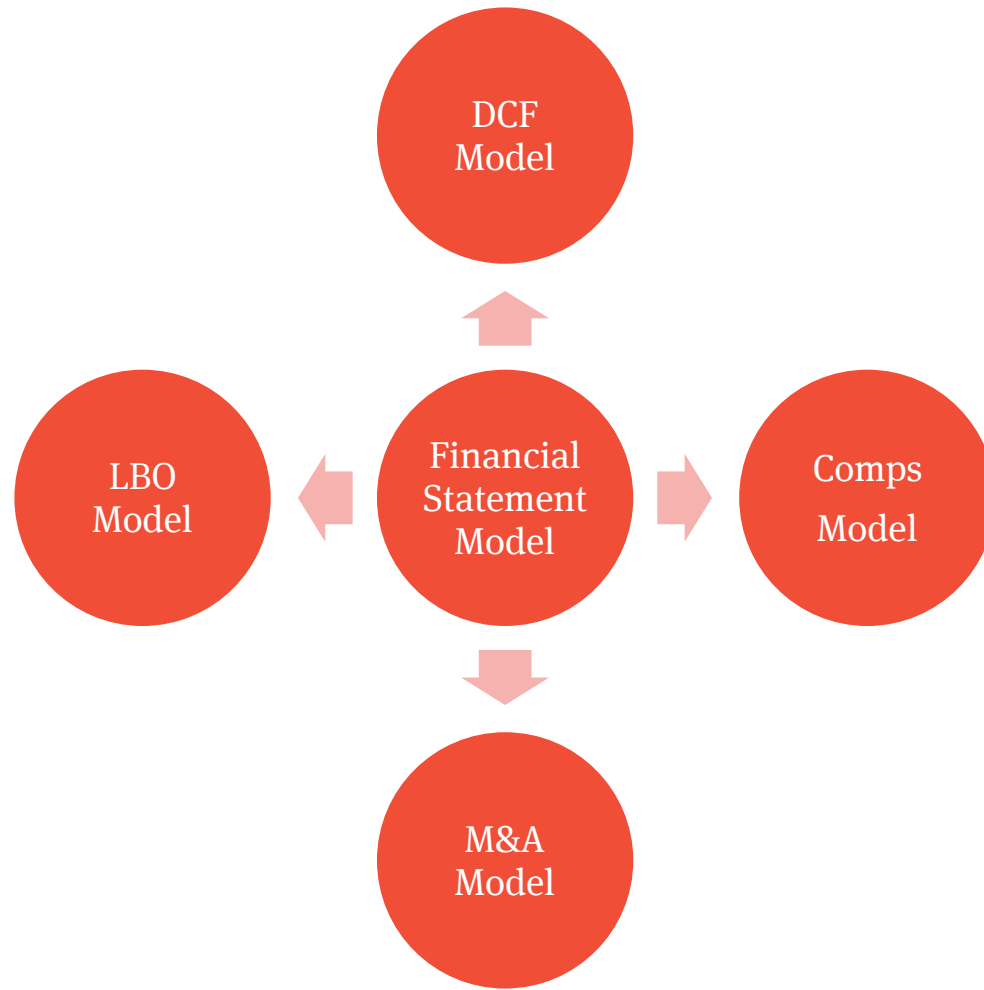 DCF
Model
LBO
Model
Financial
Statement
Model
Comps
Model
M&A
Model